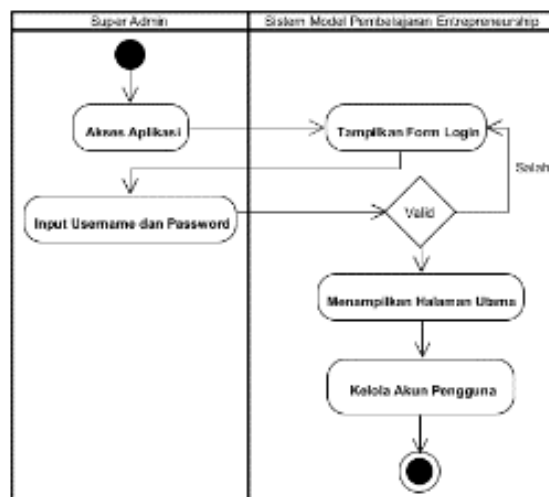 Super Admin
Sistem Model Pembelajaran Entrepreneurship
Akses Aplikasi
Tampilkan Form Login
Salah
Input Username dan Password
Valid
Menampilkan Halaman Utama
Kelola Akun Pengguna